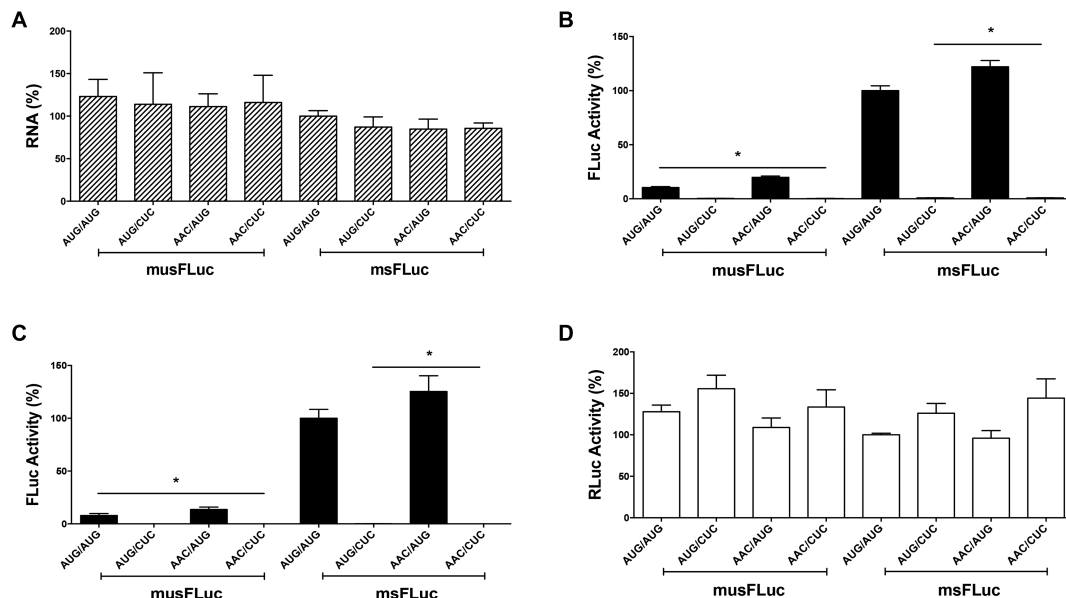 A
200
150
100
50
0
RNA (%)
AUG/AUG
AUG/CUC
AAC/AUG
AAC/CUC
AUG/AUG
AUG/CUC
AAC/AUG
AAC/CUC
musFLuc
msFLuc
B
150
100
50
0
FLuc Activity (%)
*
*
AUG/AUG
AUG/CUC
AAC/AUG
AAC/CUC
AUG/AUG
AUG/CUC
AAC/AUG
AAC/CUC
musFLuc
msFLuc
C
150
100
50
0
FLuc Activity (%)
*
*
AUG/AUG
AUG/CUC
AAC/AUG
AAC/CUC
AUG/AUG
AUG/CUC
AAC/AUG
AAC/CUC
musFLuc
msFLuc
D
200
150
100
50
0
RLuc Activity (%)
AUG/AUG
AUG/CUC
AAC/AUG
AAC/CUC
AUG/AUG
AUG/CUC
AAC/AUG
AAC/CUC
musFLuc
msFLuc